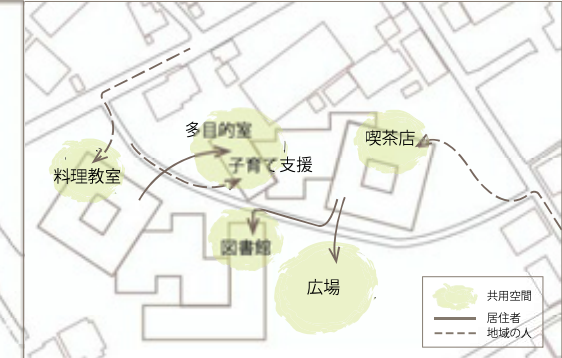 多目的室
喫茶店
子育て支援
料理教室
図書館
広場
共用空間
居住者
地域の人